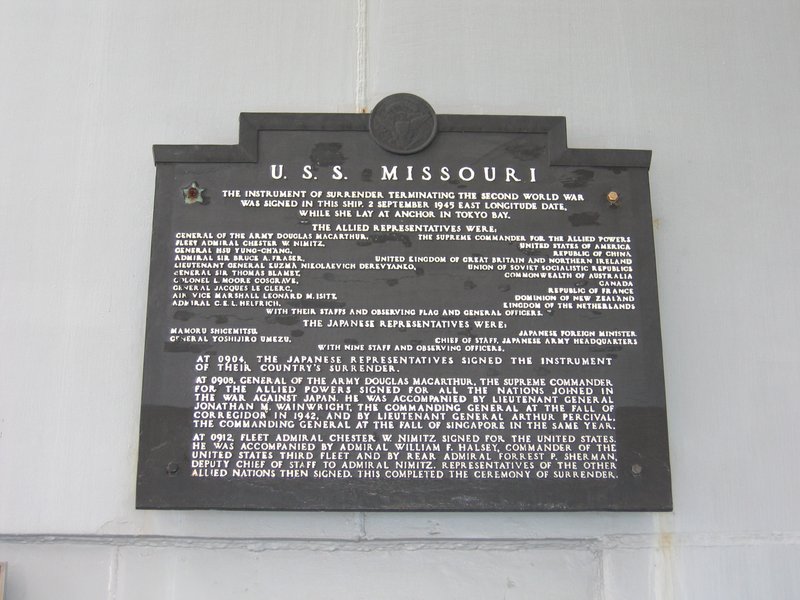 U. S. S. MISSOURI
THE INSTRUMENT OF SURRENDER TERMINATING THE SECOND WORLD WAR
WAS SIGNED IN THIS SHIP. 2 SEPTEMBER 1945 EAST LONGITUDE DATE,
WHILE SHE LAY AT ANCHOR IN TOKYO BAY.
THE ALLIED REPRESENTATIVES WERE:
GENERAL OF THE ARMY DOUGLAS MACARTHUR, THE SUPREME COMMANDER FOR THE ALLIED POWERS
FLEET ADMIRAL CHESTER W. NIMITZ, UNITED STATES OF AMERICA
GENERAL HSU YUNG-CHANG, REPUBLIC OF CHINA
ADMIRAL SIR BRUCE A. FRASER, UNITED KINGDOM OF GREAT BRITAIN AND NORTHERN IRELAND
LIEUTENANT GENERAL KUZMA NIKOLAEVICH DEREVYANKO, UNION OF SOVIET SOCIALISTIC REPUBLICS
GENERAL SIR THOMAS BLAMEY, COMMONWEALTH OF AUSTRALIA
COLONEL L. MOORE COSGRAVE, CANADA
GENERAL JACQUES LE CLERC, REPUBLIC OF FRANCE
AIR VICE MARSHALL LEONARD M. ISITT, DOMINION OF NEW ZEALAND
ADMIRAL C.E.L. HELFRICH, KINGDOM OF THE NETHERLANDS
WITH THEIR STAFFS AND OBSERVING FLAG AND GENERAL OFFICERS.
THE JAPANESE REPRESENTATIVES WERE:
MAMORU SHIGEMITSU, JAPANESE FOREIGN MINISTER
GENERAL YOSHIJIRO UMEZU, CHIEF OF STAFF, JAPANESE ARMY HEADQUARTERS
WITH NINE STAFF AND OBSERVING OFFICERS.
AT 0904, THE JAPANESE REPRESENTATIVES SIGNED THE INSTRUMENT
OF THEIR COUNTRY'S SURRENDER.
AT 0908, GENERAL OF THE ARMY DOUGLAS MACARTHUR, THE SUPREME COMMANDER
FOR THE ALLIED POWERS SIGNED FOR ALL THE NATIONS JOINED IN
THE WAR AGAINST JAPAN. HE WAS ACCOMPANIED BY LIEUTENANT GENERAL
JONATHAN M. WAINWRIGHT, THE COMMANDING GENERAL AT THE FALL OF
CORREGIDOR IN 1942, AND BY LIEUTENANT GENERAL ARTHUR PERCIVAL,
THE COMMANDING GENERAL AT THE FALL OF SINGAPORE IN THE SAME YEAR.
AT 0912, FLEET ADMIRAL CHESTER W. NIMITZ SIGNED FOR THE UNITED STATES.
HE WAS ACCOMPANIED BY ADMIRAL WILLIAM F. HALSEY, COMMANDER OF THE
UNITED STATES THIRD FLEET AND BY REAR ADMIRAL FORREST P. SHERMAN,
DEPUTY CHIEF OF STAFF TO ADMIRAL NIMITZ. REPRESENTATIVES OF THE OTHER
ALLIED NATIONS THEN SIGNED. THIS COMPLETED THE CEREMONY OF SURRENDER.